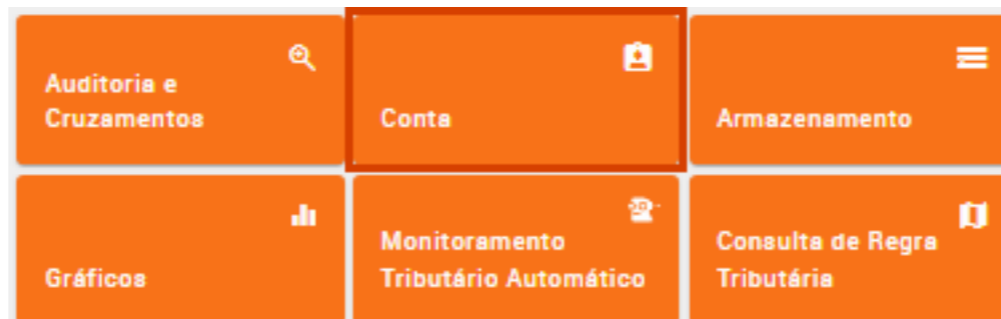 Auditoria e
Cruzamentos
Conta
Armazenamento
Gráficos
Monitoramento
Tributário Automático
Consulta de Regra
Tributária